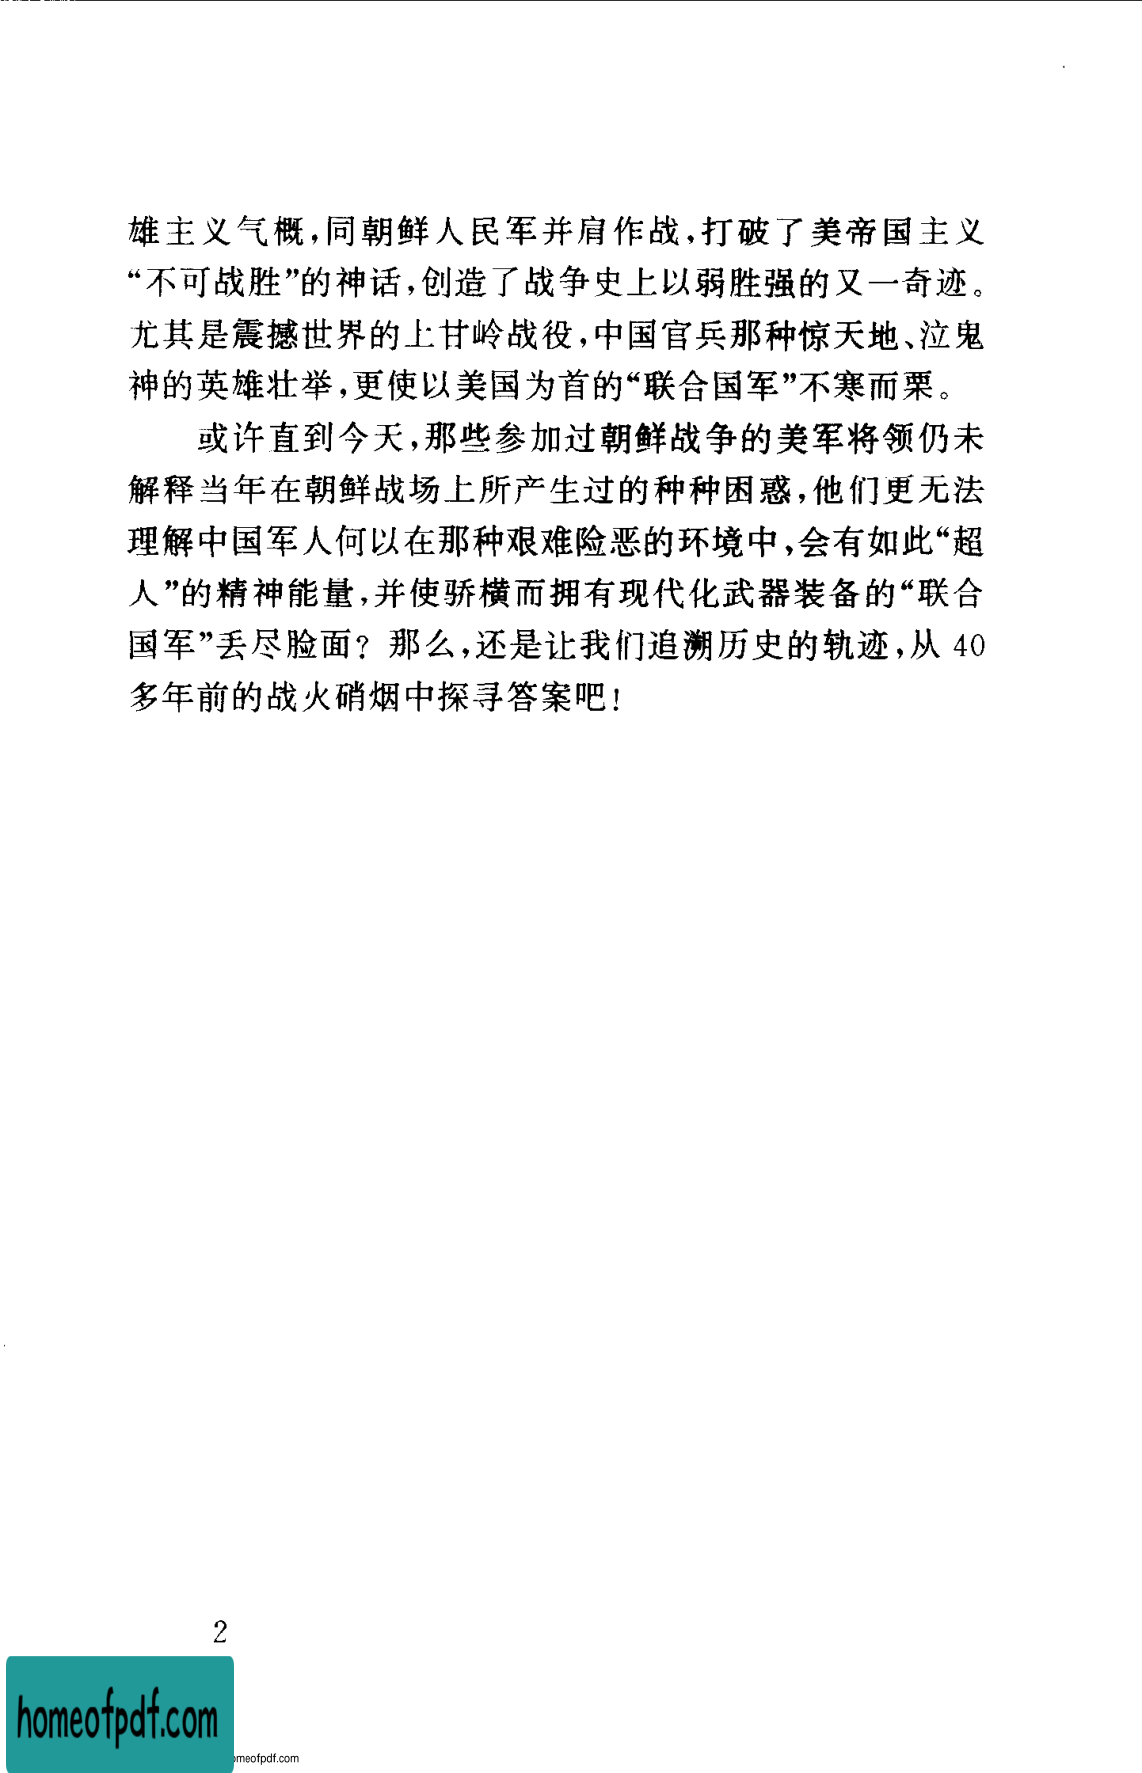 雄主义气概,同朝鲜人民军并肩作战,打破了美帝国主义
“不可战胜”的神话,创造了战争史上以弱胜强的又一奇迹。
尤其是震撼世界的上甘岭战役,中国官兵那种惊天地、泣鬼
神的英雄壮举,更使以美国为首的“联合国军”不寒而栗。
或许直到今天,那些参加过朝鲜战争的美军将领仍未
解释当年在朝鲜战场上所产生过的种种困惑,他们更无法
理解中国军人何以在那种艰难险恶的环境中,会有如此“超
人”的精神能量,并使骄横而拥有现代化武器装备的“联合
国军”丢尽脸面?那么,还是让我们追溯历史的轨迹,从 40
多年前的战火硝烟中探寻答案吧!
2
homeofpdf.com
omeofpdf.com